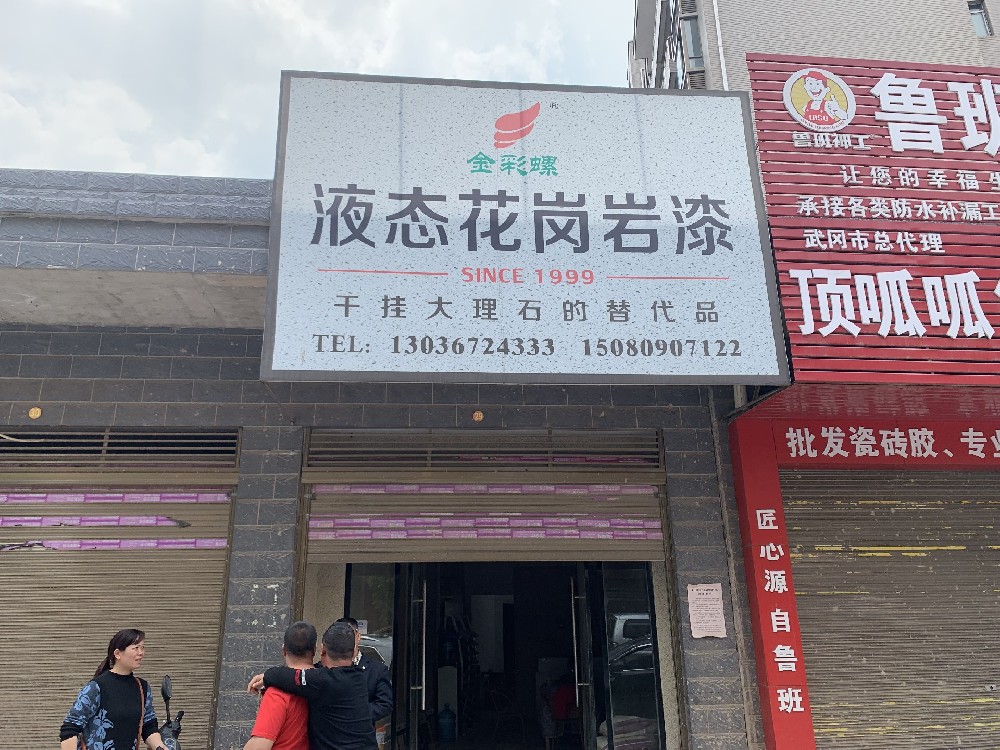 金彩螺
液态花岗岩漆
SINCE 1999
干挂大理石的替代品
TEL: 13036724333 15080907122
鲁班
鲁班神工
让您的幸福生
承接各类防水补漏工
武冈市总代理
顶呱呱
批发瓷砖胶、专业
匠心源自鲁班